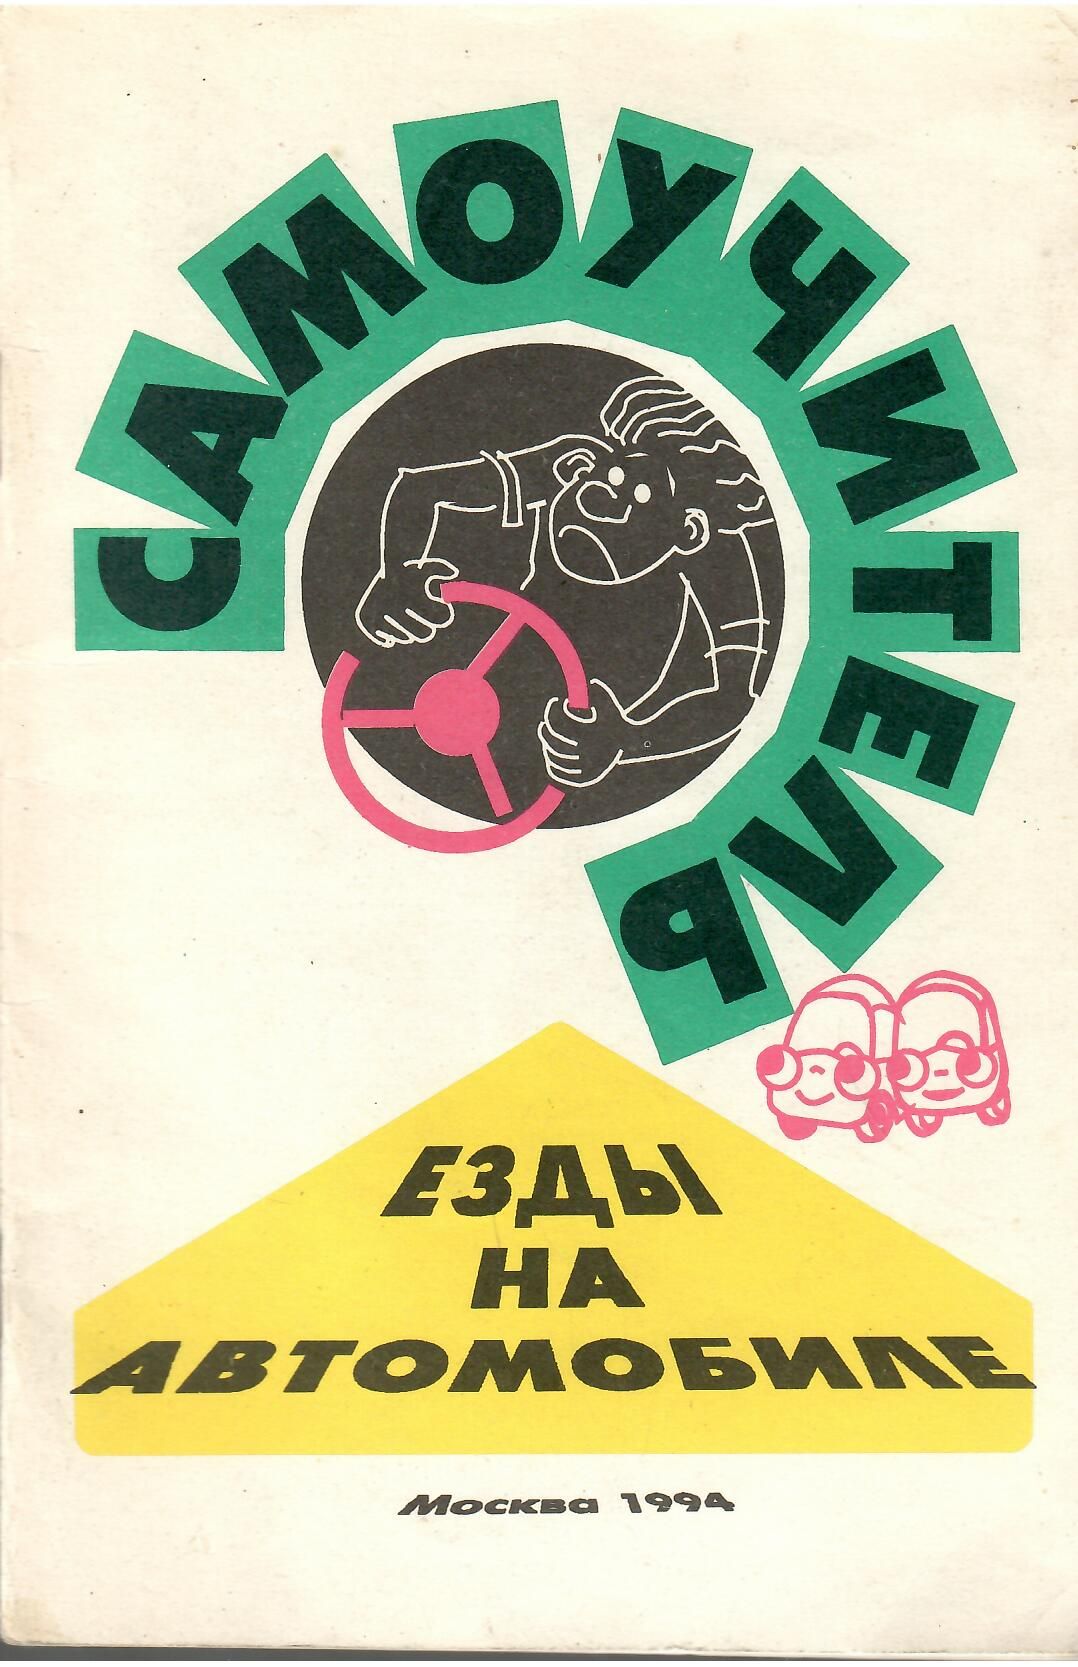 САМОУЧИТЕЛЬ
ЕЗДЫ
НА
АВТОМОБИЛЕ
Москва 1994